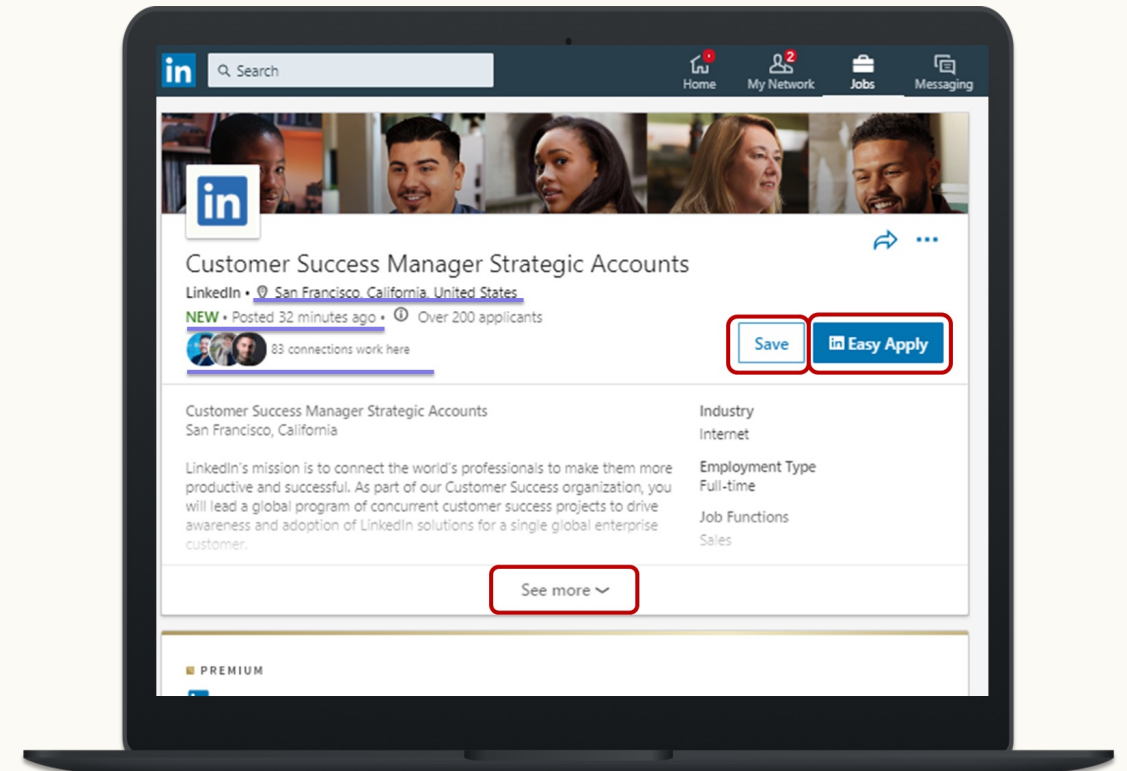 in
Search
Home
2
My Network
Jobs
Messaging
in
Customer Success Manager Strategic Accounts
LinkedIn • San Francisco, California, United States
NEW • Posted 32 minutes ago • Over 200 applicants
83 connections work here
Save
in Easy Apply
Customer Success Manager Strategic Accounts
San Francisco, California
LinkedIn's mission is to connect the world's professionals to make them more
productive and successful. As part of our Customer Success organization, you
will lead a global program of concurrent customer success projects to drive
awareness and adoption of LinkedIn solutions for a single global enterprise
customer.
Industry
Internet
Employment Type
Full-time
Job Functions
Sales
See more
PREMIUM